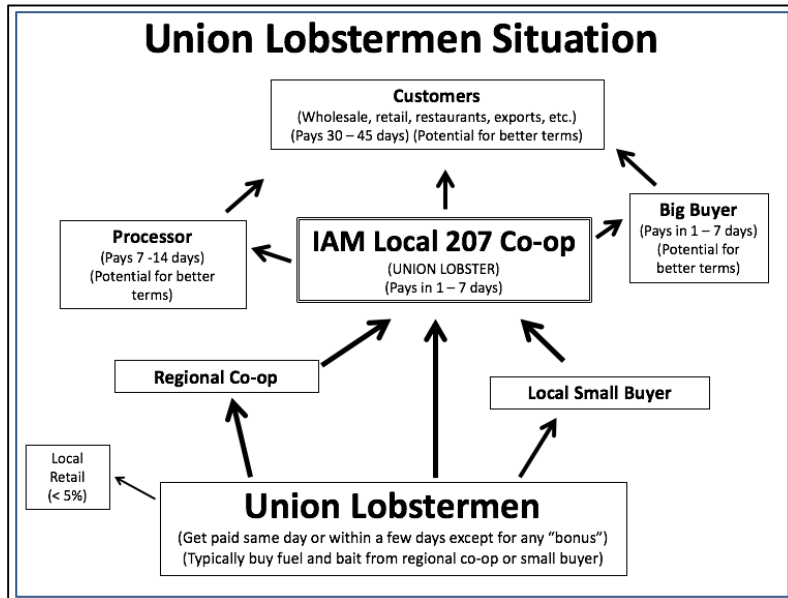 Union Lobstermen Situation
Customers
(Wholesale, retail, restaurants, exports, etc.)
(Pays 30 – 45 days) (Potential for better terms)
Processor
(Pays 7 -14 days)
(Potential for better
terms)
IAM Local 207 Co-op
(UNION LOBSTER)
(Pays in 1 – 7 days)
Big Buyer
(Pays in 1 – 7 days)
(Potential for
better terms)
Regional Co-op
Local Small Buyer
Local
Retail
(< 5%)
Union Lobstermen
(Get paid same day or within a few days except for any “bonus”)
(Typically buy fuel and bait from regional co-op or small buyer)